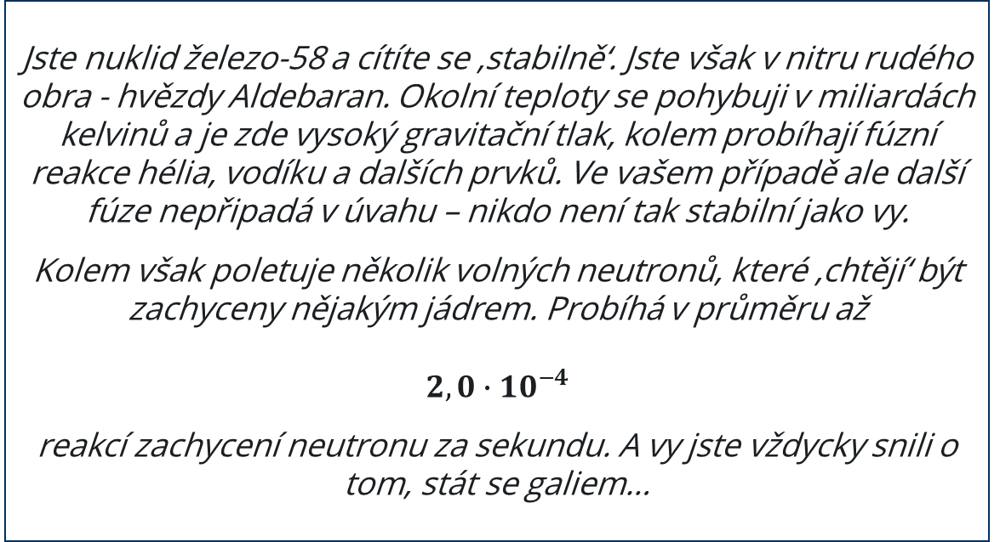 Jste nuklid železo-58 a cítíte se ‚stabilně‘. Jste však v nitru rudého
obra - hvězdy Aldebaran. Okolní teploty se pohybuji v miliardách
kelvinů a je zde vysoký gravitační tlak, kolem probíhají fúzní
reakce hélia, vodíku a dalších prvků. Ve vašem případě ale další
fúze nepřipadá v úvahu – nikdo není tak stabilní jako vy.
Kolem však poletuje několik volných neutronů, které ‚chtějí‘ být
zachyceny nějakým jádrem. Probíhá v průměru až
2,0 · 10⁻⁴
reakcí zachycení neutronu za sekundu. A vy jste vždycky snili o
tom, stát se galiem...